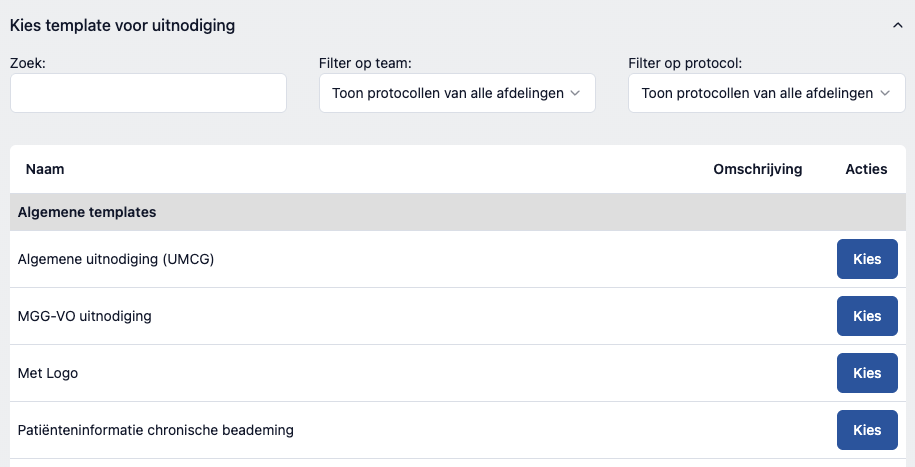 Kies template voor uitnodiging
Zoek: Filter op team: Filter op protocol:
Toon protocollen van alle afdelingen Toon protocollen van alle afdelingen
Naam Omschrijving Acties
Algemene templates
Algemene uitnodiging (UMCG) Kies
MGG-VO uitnodiging Kies
Met Logo Kies
Patiënteninformatie chronische beademing Kies